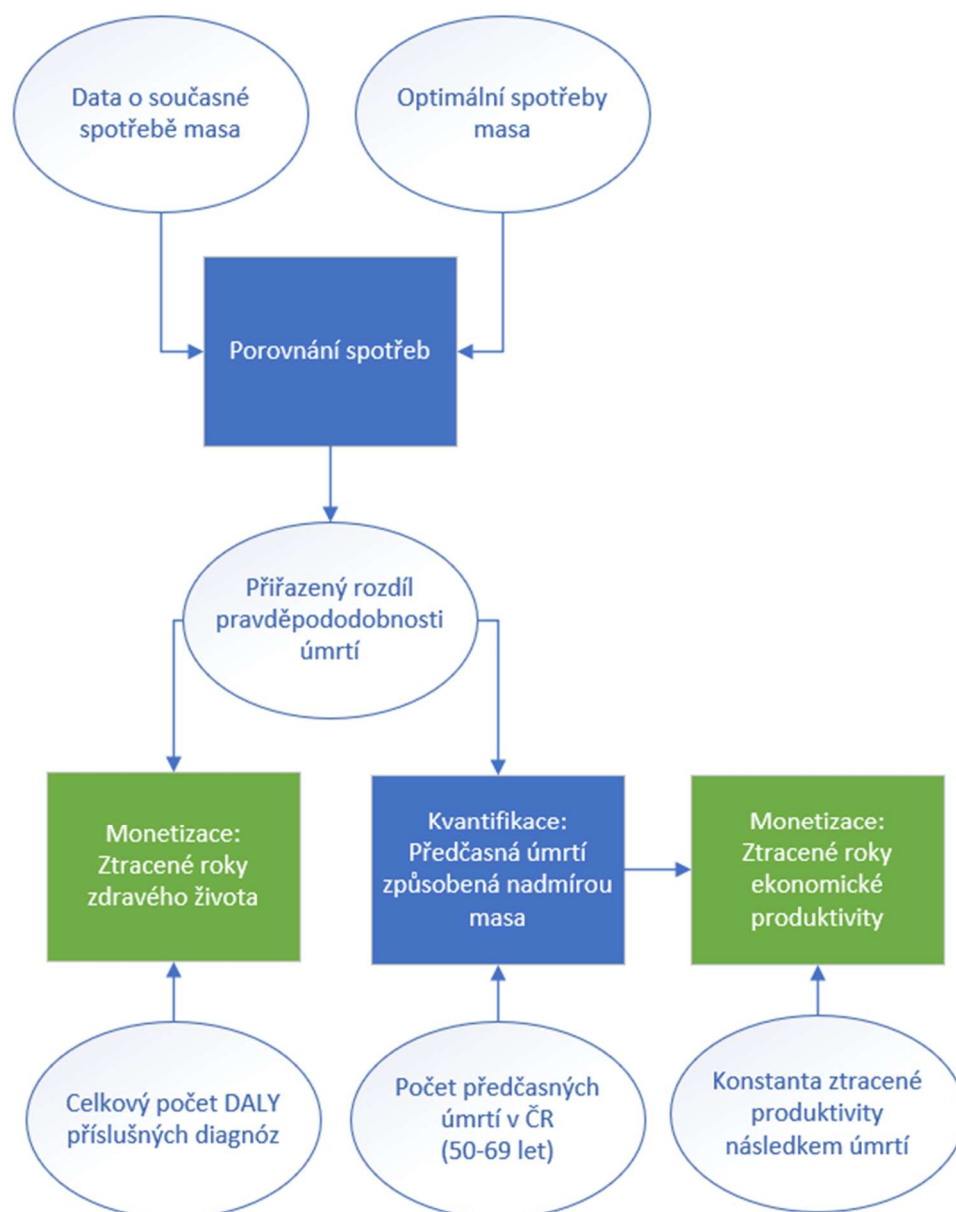 Data o současné
spotřebě masa
Optimální spotřeby
masa
Porovnání spotřeb
Přiřazený rozdíl
pravděpododobnosti
úmrtí
Monetizace:
Ztracené roky
zdravého života
Kvantifikace:
Předčasná úmrtí
způsobená nadmírou
masa
Monetizace:
Ztracené roky
ekonomické
produktivity
Celkový počet DALY
příslušných diagnóz
Počet předčasných
úmrtí v ČR
(50-69 let)
Konstanta ztracené
produktivity
následkem úmrtí